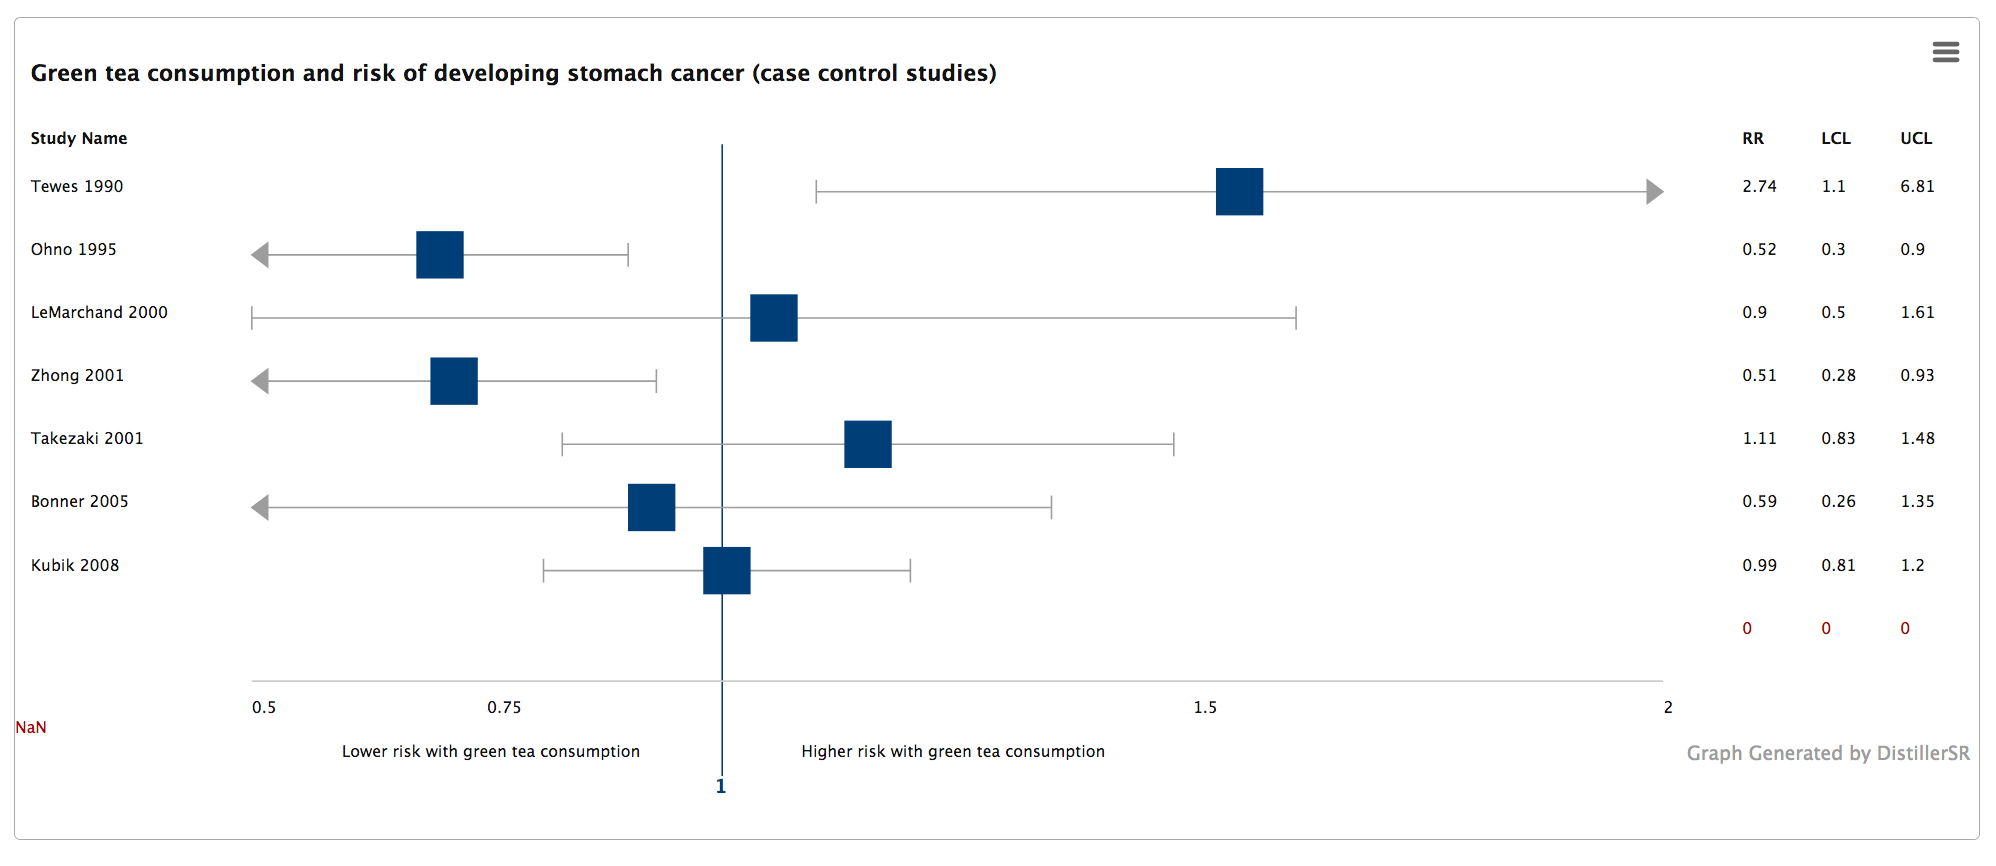 Green tea consumption and risk of developing stomach cancer (case control studies)
Study Name RR LCL UCL
Tewes 1990 2.74 1.1 6.81
Ohno 1995 0.52 0.3 0.9
LeMarchand 2000 0.9 0.5 1.61
Zhong 2001 0.51 0.28 0.93
Takezaki 2001 1.11 0.83 1.48
Bonner 2005 0.59 0.26 1.35
Kubik 2008 0.99 0.81 1.2
0 0 0
0.5 0.75 1.5 2
NaN
Lower risk with green tea consumption Higher risk with green tea consumption Graph Generated by DistillerSR
1